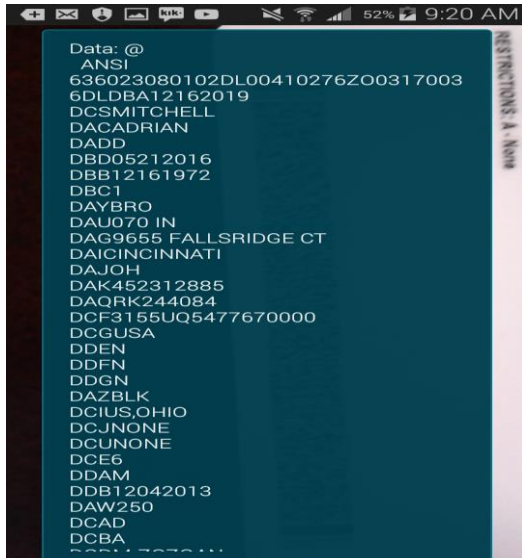 kik·
52% 9:20 AM
Data: @
ANSI
636023080102DL00410276ZO0317003
6DLDBA12162019
DCSMITCHELL
DACADRIAN
DADD
DBD05212016
DBB12161972
DBC1
DAYBRO
DAU070 IN
DAG9655 FALLSRIDGE CT
DAICINCINNATI
DAJOH
DAK452312885
DAQRK244084
DCF3155UQ5477670000
DCGUSA
DDEN
DDFN
DDGN
DAZBLK
DCIUS,OHIO
DCJNONE
DCUNONE
DCE6
DDAM
DDB12042013
DAW250
DCAD
DCBA
RESTRICTIONS: A - None